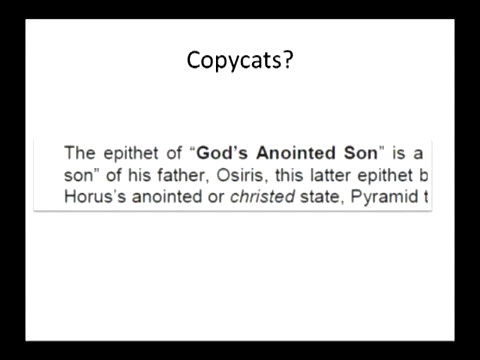 Copycats?
The epithet of “God’s Anointed Son” is a
son” of his father, Osiris, this latter epithet
Horus’s anointed or christed state, Pyramid